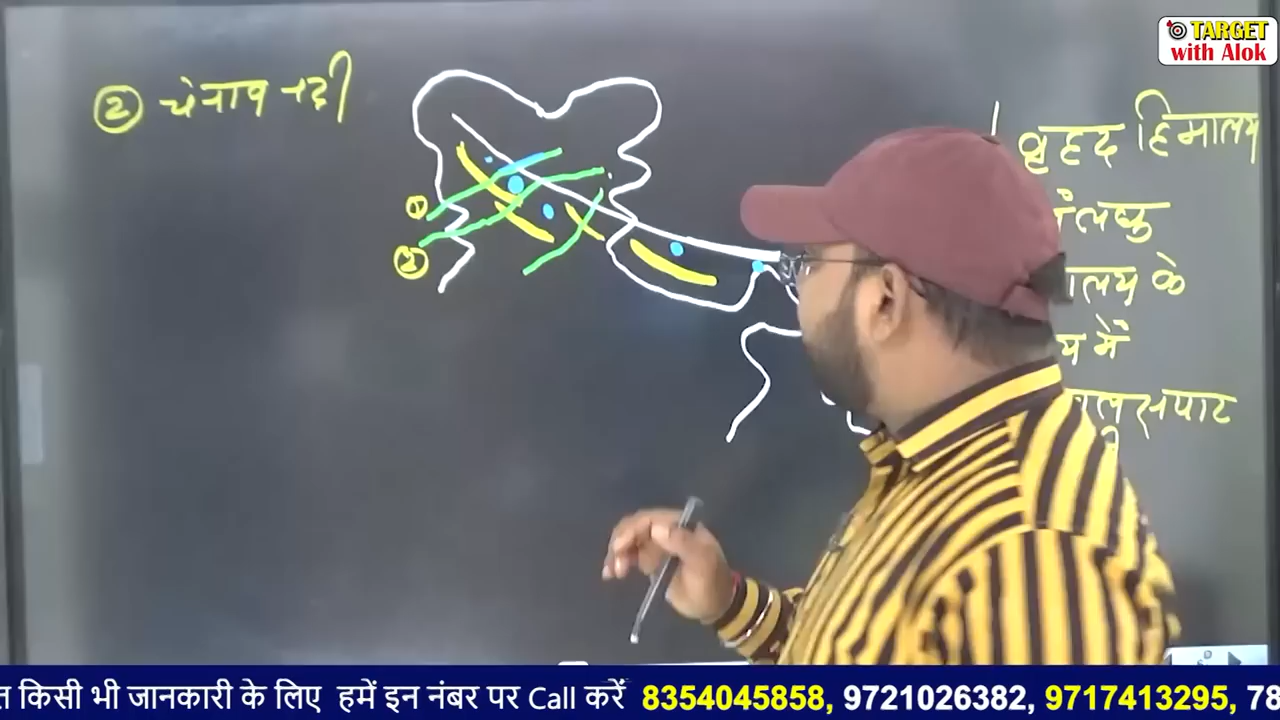 TARGET
with Alok
② चेनाब नदी
①
②
बृहद हिमालय
लघु
के
में
किसी भी जानकारी के लिए हमें इन नंबर पर Call करें 8354045858, 9721026382, 9717413295, 78